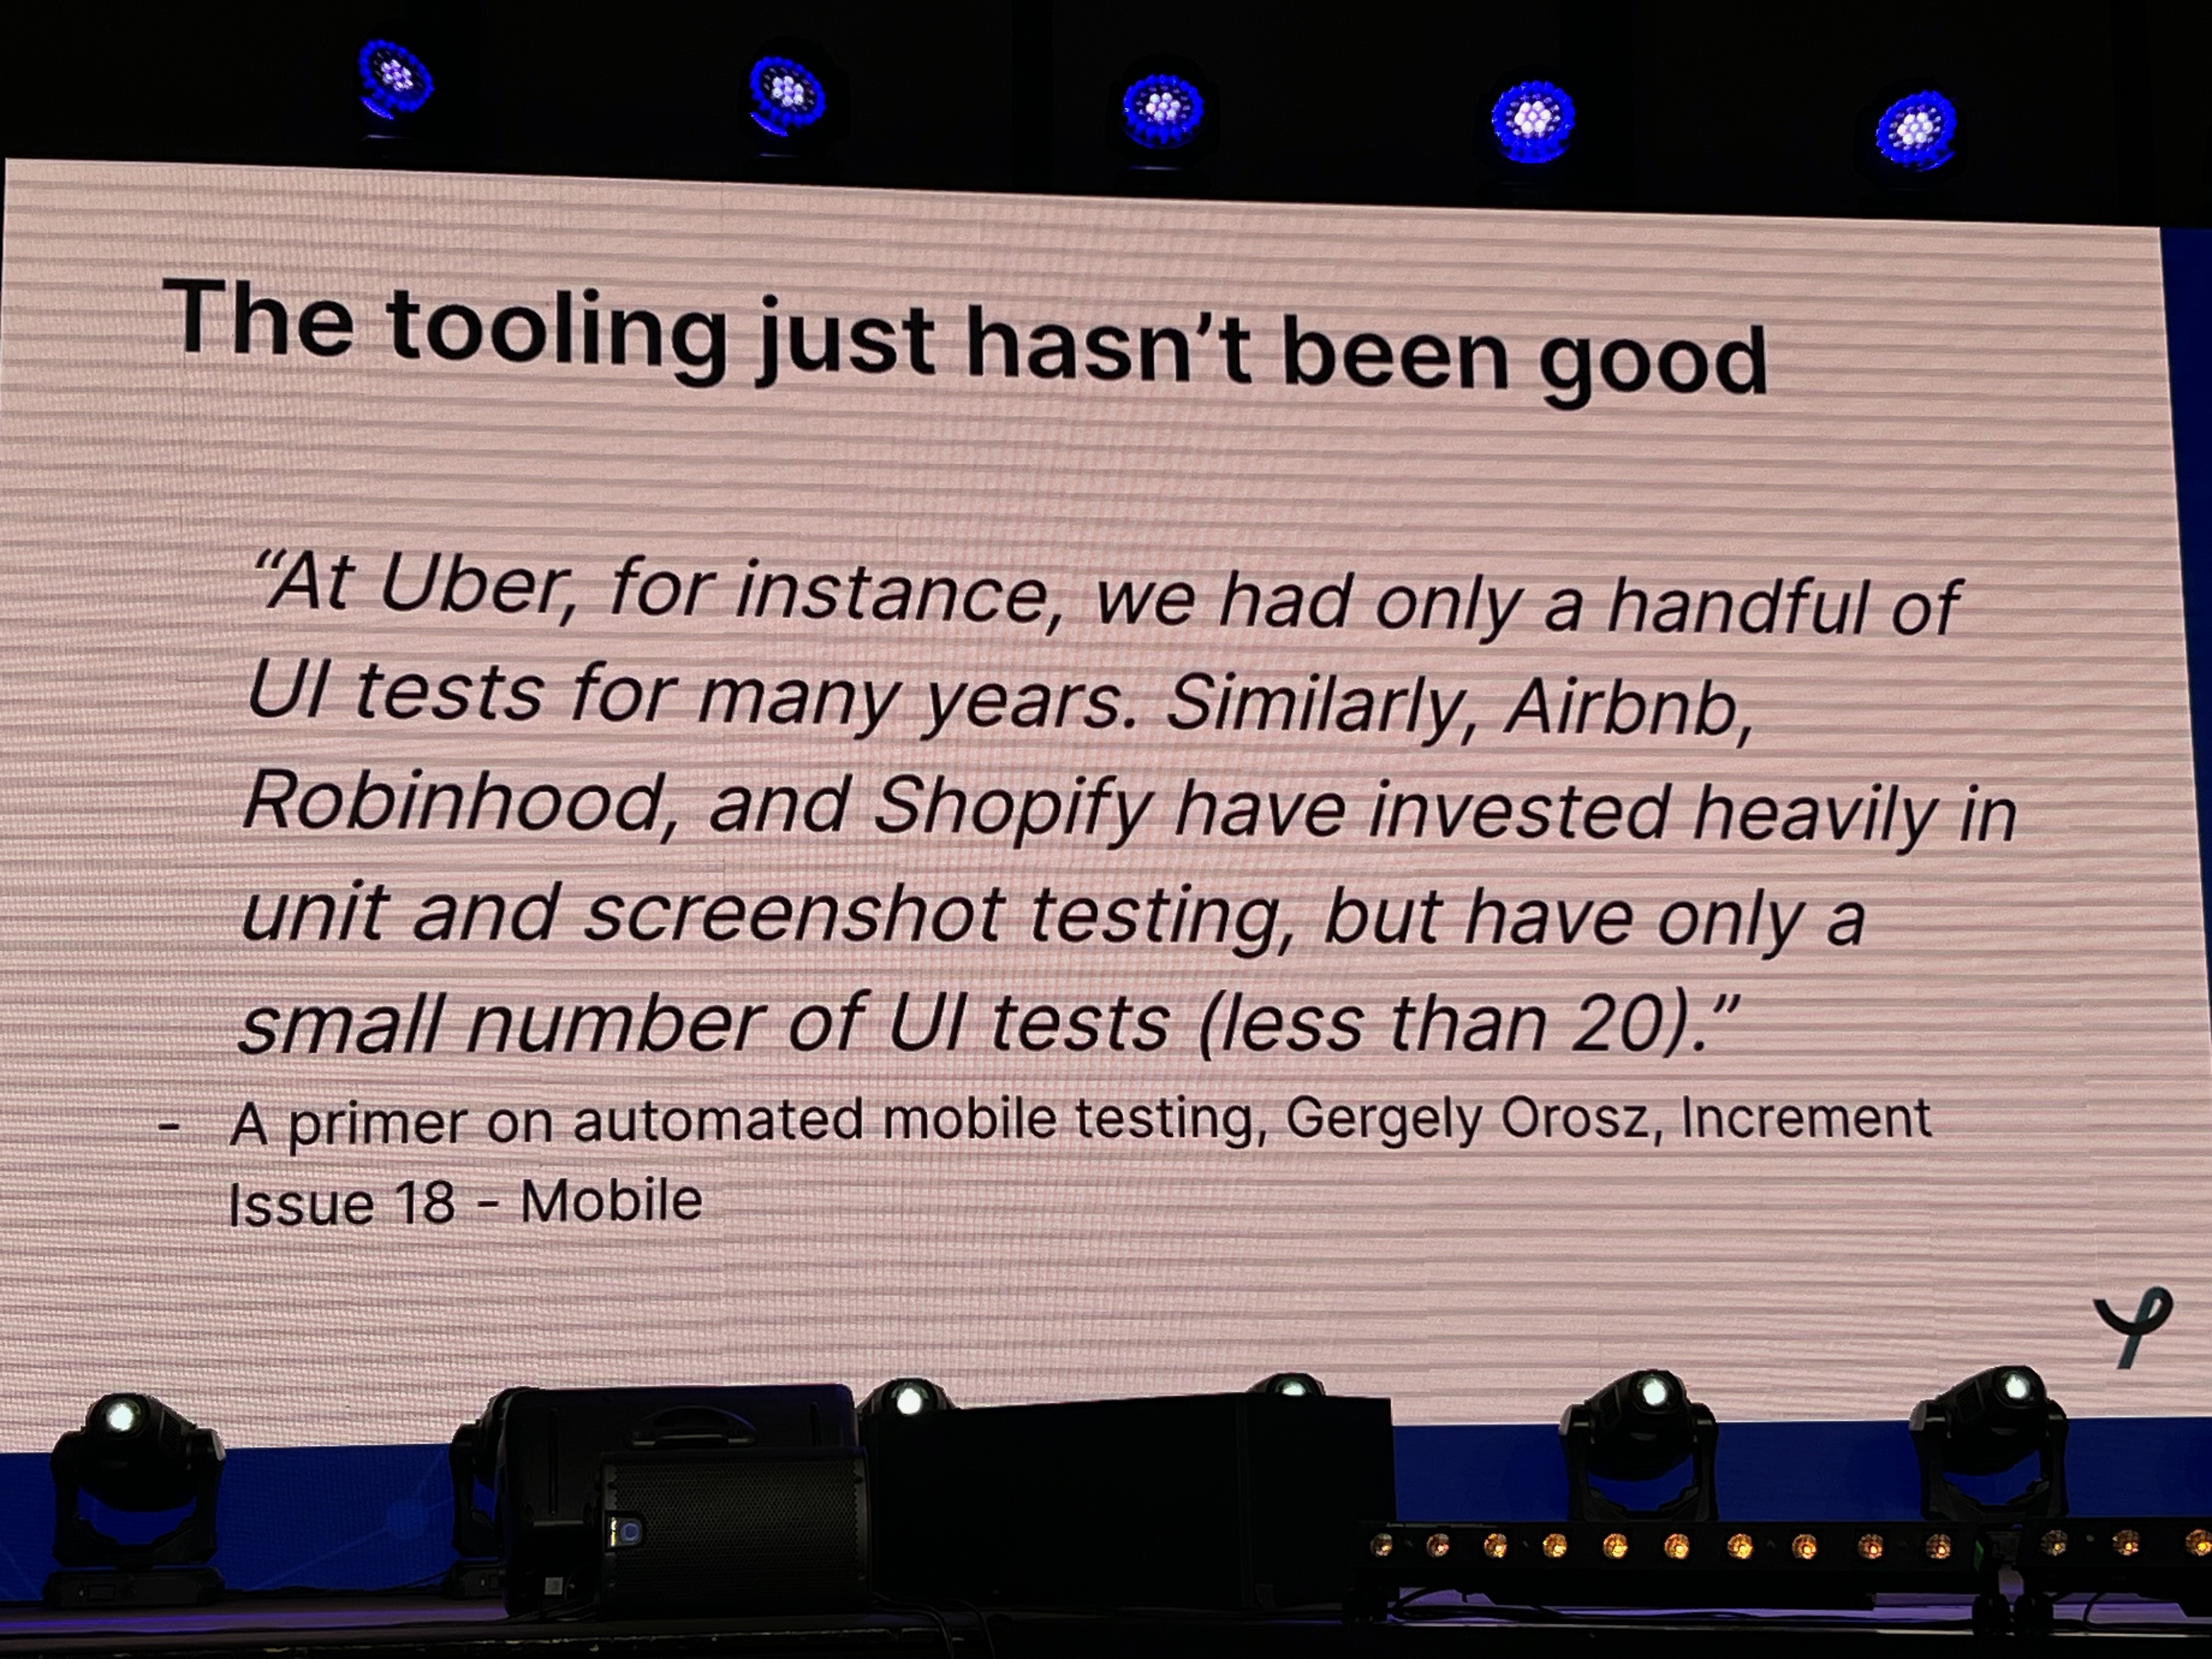 The tooling just hasn’t been good
“At Uber, for instance, we had only a handful of
UI tests for many years. Similarly, Airbnb,
Robinhood, and Shopify have invested heavily in
unit and screenshot testing, but have only a
small number of UI tests (less than 20).”
- A primer on automated mobile testing, Gergely Orosz, Increment
Issue 18 - Mobile